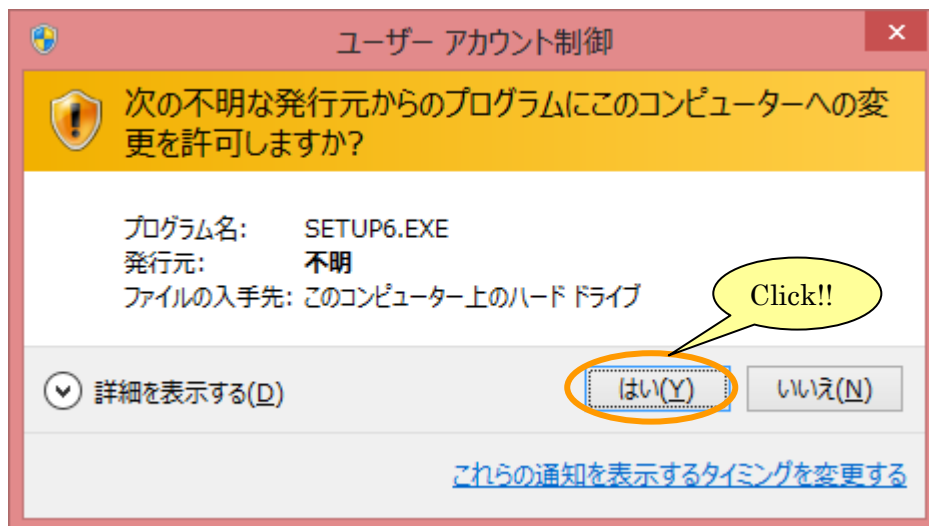 ユーザー アカウント制御
次の不明な発行元からのプログラムにこのコンピューターへの変
更を許可しますか?
プログラム名: SETUP6.EXE
発行元: 不明
ファイルの入手先: このコンピューター上のハード ドライブ
Click!!
詳細を表示する(D)
はい(Y)
いいえ(N)
これらの通知を表示するタイミングを変更する